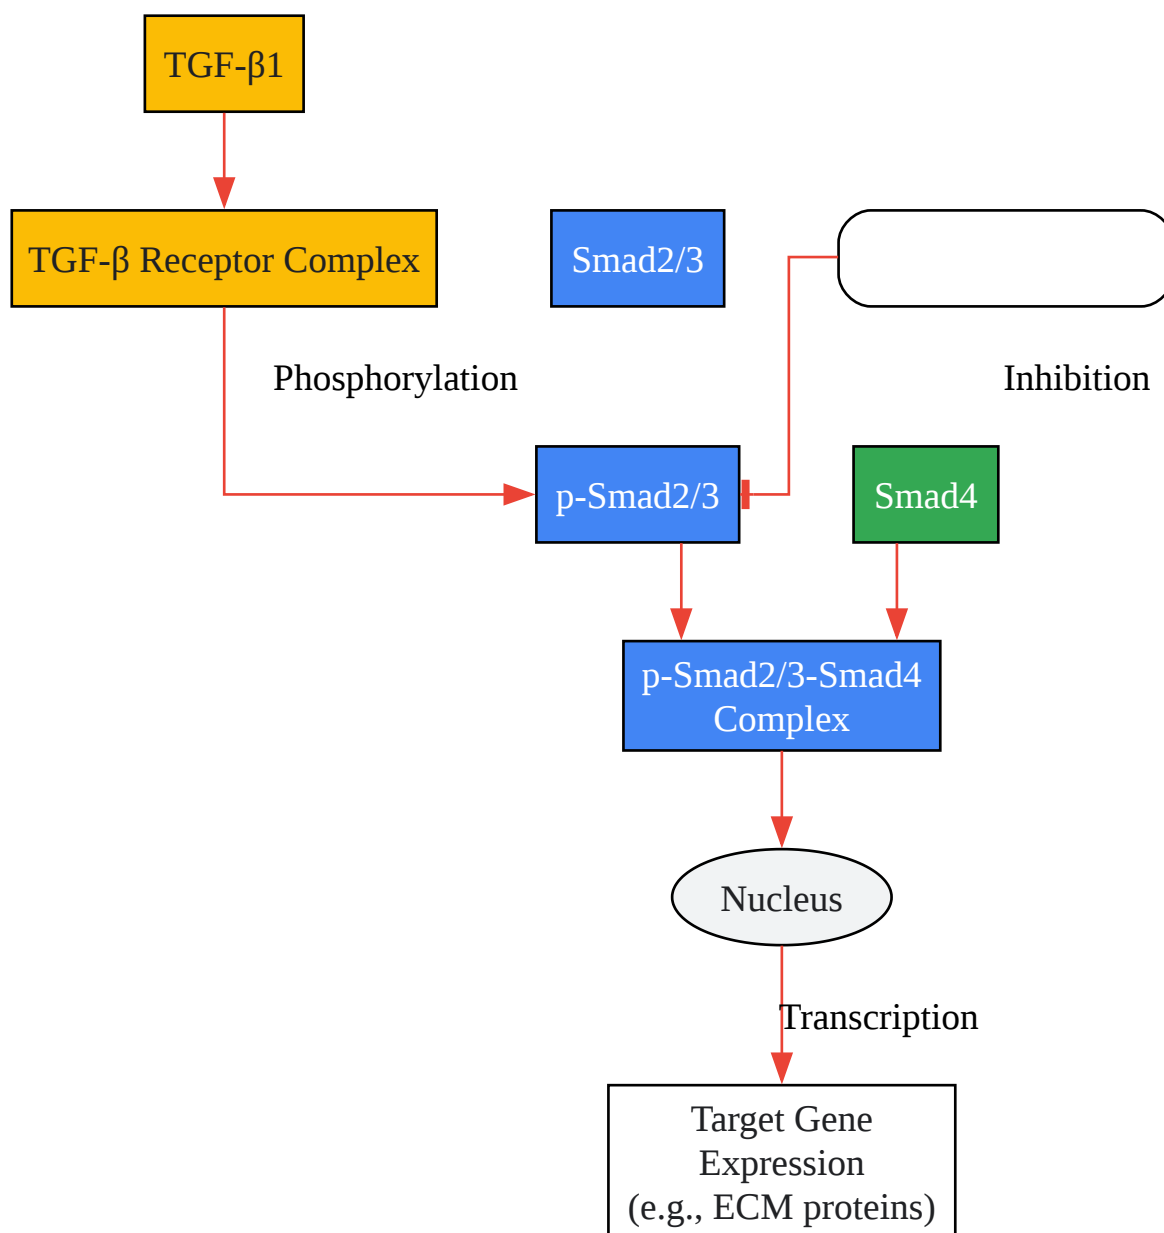 TGF-β1
TGF-β Receptor Complex
Smad2/3
Phosphorylation
Inhibition
p-Smad2/3
Smad4
p-Smad2/3-Smad4
Complex
Nucleus
Transcription
Target Gene
Expression
(e.g., ECM proteins)